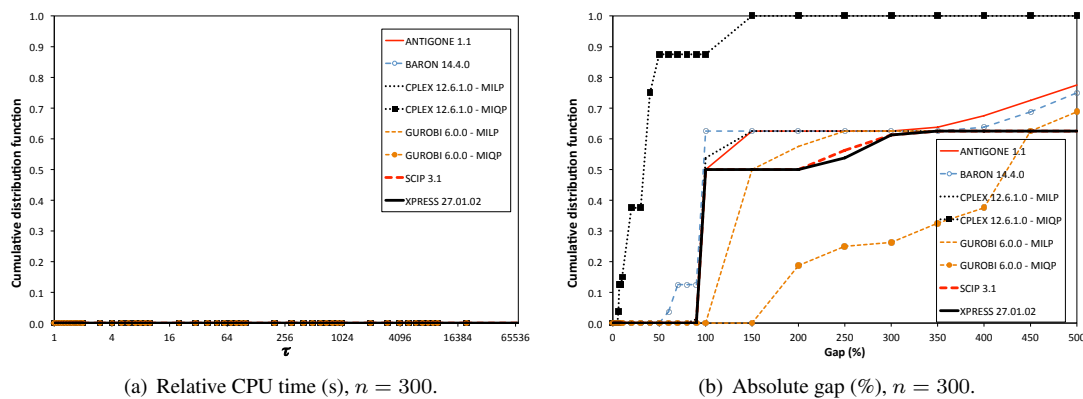 Cumulative distribution function
1.0
0.9
0.8
0.7
0.6
0.5
0.4
0.3
0.2
0.1
0.0
ANTIGONE 1.1
BARON 14.4.0
CPLEX 12.6.1.0 - MILP
CPLEX 12.6.1.0 - MIQP
GUROBI 6.0.0 - MILP
GUROBI 6.0.0 - MIQP
SCIP 3.1
XPRESS 27.01.02
1 4 16 64 256 1024 4096 16384 65536
τ
(a) Relative CPU time (s), n = 300.
Cumulative distribution function
1.0
0.9
0.8
0.7
0.6
0.5
0.4
0.3
0.2
0.1
0.0
ANTIGONE 1.1
BARON 14.4.0
CPLEX 12.6.1.0 - MILP
CPLEX 12.6.1.0 - MIQP
GUROBI 6.0.0 - MILP
GUROBI 6.0.0 - MIQP
SCIP 3.1
XPRESS 27.01.02
0 50 100 150 200 250 300 350 400 450 500
Gap (%)
(b) Absolute gap (%), n = 300.